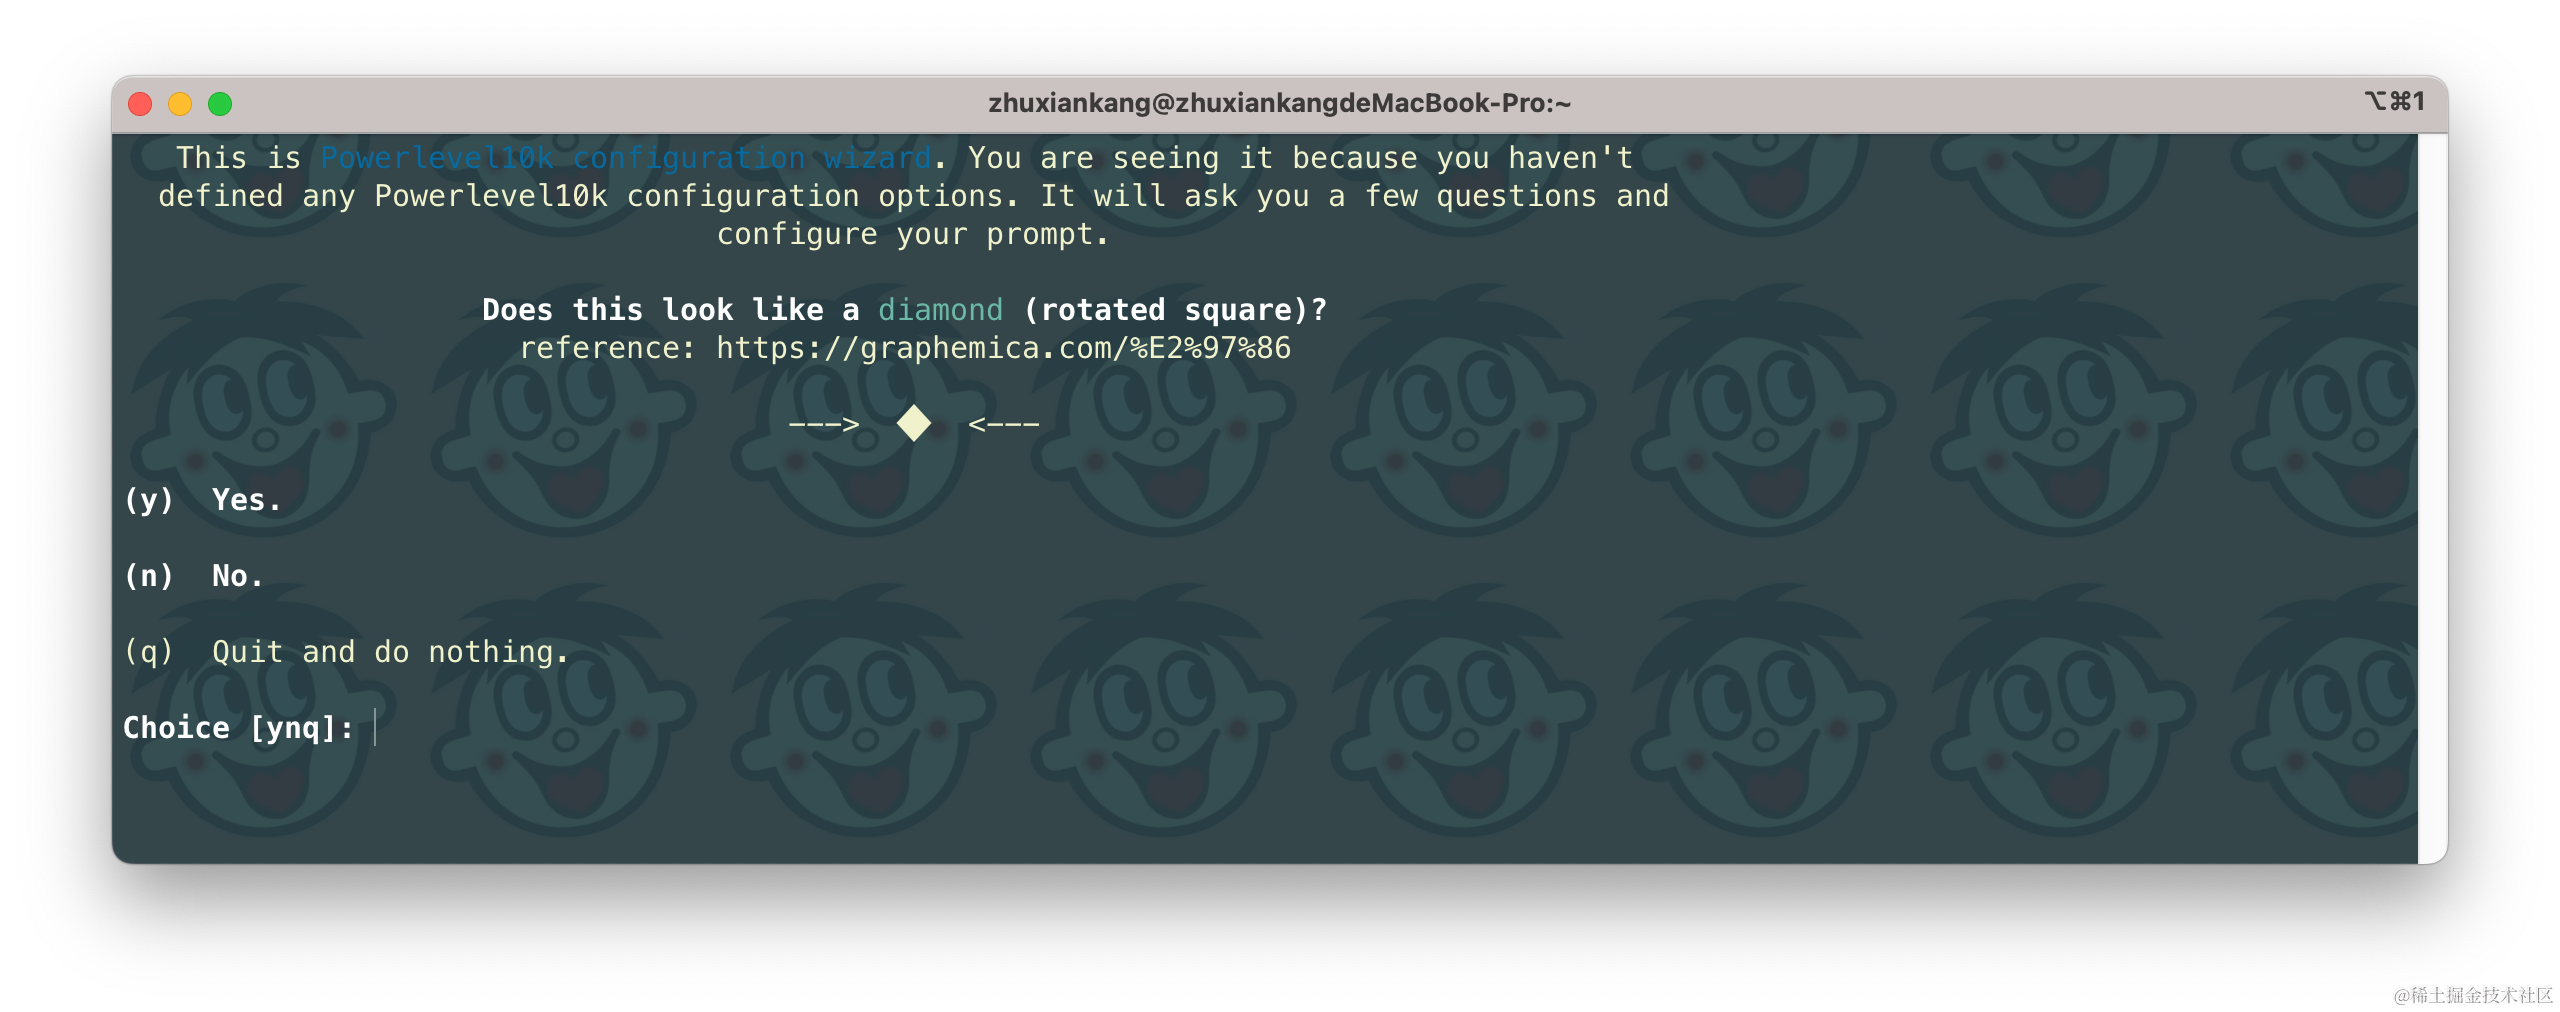 zhuxiankang@zhuxiankangdeMacBook-Pro:~
⌥⌘1
This is Powerlevel10k configuration wizard. You are seeing it because you haven't
defined any Powerlevel10k configuration options. It will ask you a few questions and
configure your prompt.
Does this look like a diamond (rotated square)?
reference: https://graphemica.com/%E2%97%86
---> ◆ <---
(y) Yes.
(n) No.
(q) Quit and do nothing.
Choice [ynq]:
@稀土掘金技术社区